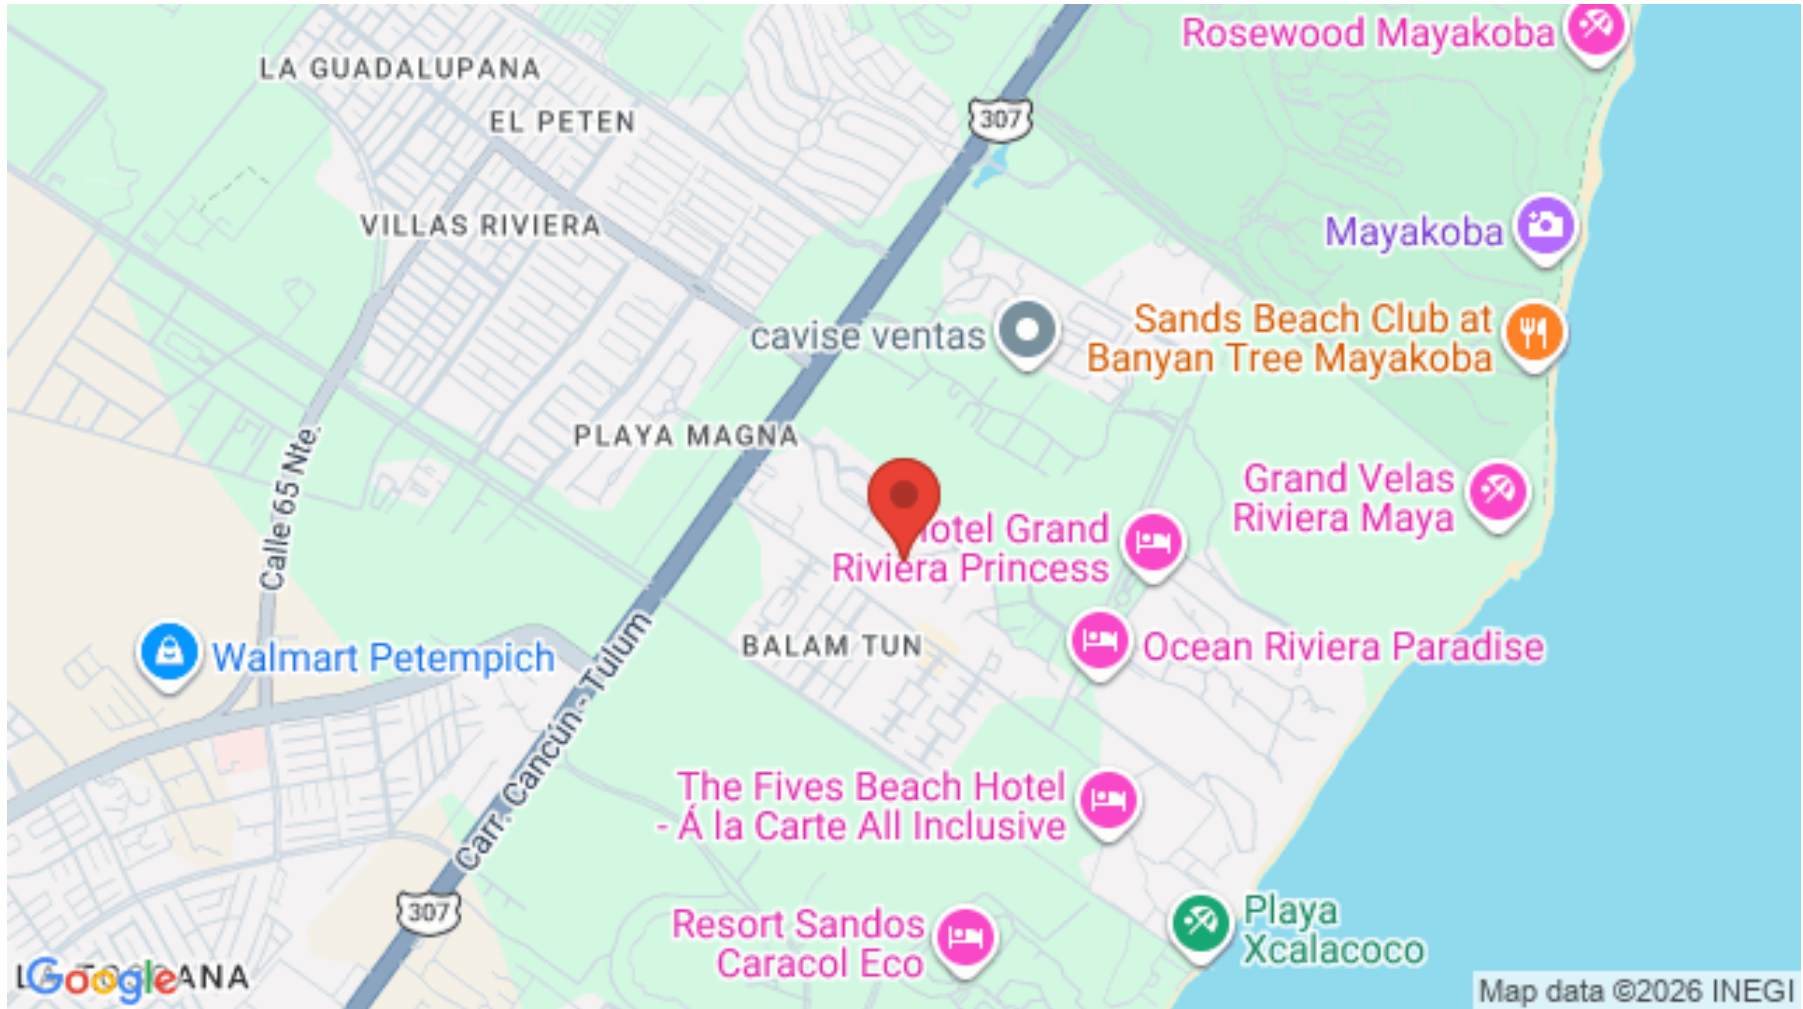 Rosewood Mayakoba
LA GUADALUPANA
EL PETEN
307
VILLAS RIVIERA
Mayakoba
cavise ventas
Sands Beach Club at
Banyan Tree Mayakoba
PLAYA MAGNA
Calle 65 Nte.
Grand Velas
Riviera Maya
Hotel Grand
Riviera Princess
BALAM TUN
Ocean Riviera Paradise
Walmart Petempich
Carr. Cancún - Tulum
The Fives Beach Hotel
- Á la Carte All Inclusive
307
Resort Sandos
Caracol Eco
Playa
Xcalacoco
Google
Map data ©2026 INEGI